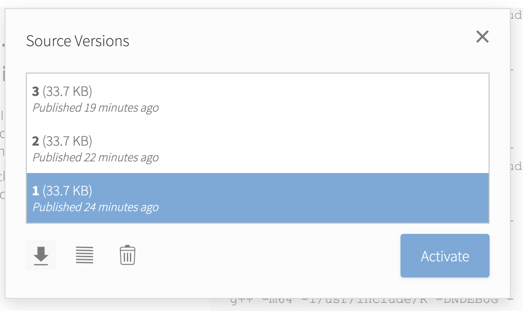 Source Versions
3 (33.7 KB)
Published 19 minutes ago
2 (33.7 KB)
Published 22 minutes ago
1 (33.7 KB)
Published 24 minutes ago
Activate
g++ -m64 -I/usr/include/R -DNDEBUG -